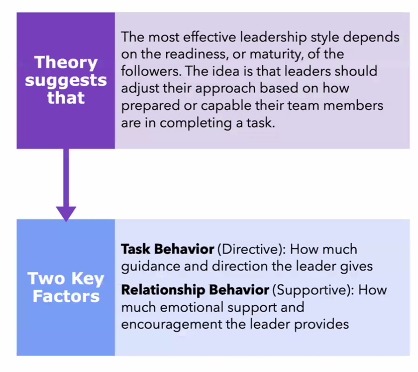 Theory
suggests
that
The most effective leadership style depends
on the readiness, or maturity, of the
followers. The idea is that leaders should
adjust their approach based on how
prepared or capable their team members
are in completing a task.
Two Key
Factors
Task Behavior (Directive): How much
guidance and direction the leader gives
Relationship Behavior (Supportive): How
much emotional support and
encouragement the leader provides